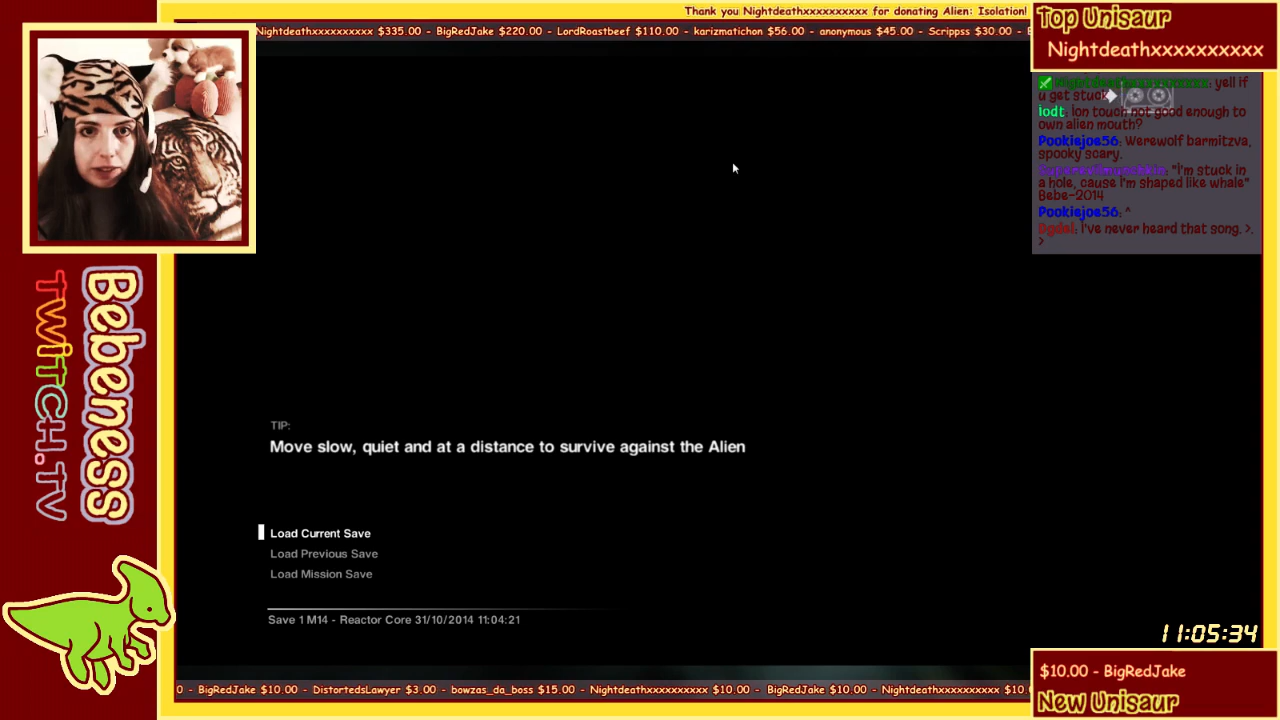 Thank you Nightdeathxxxxxxxxxx for donating Alien: Isolation!
Nightdeathxxxxxxxxxx $335.00 - BigRedJake $220.00 - LordRoastbeef $110.00 - karizmatichon $56.00 - anonymous $45.00 - Scrippss $30.00 -
Top Unisaur
Nightdeathxxxxxxxxxx
Nightdeathxxxxxxxxxx: yell if
u get stuck
iodt: Ion touch not good enough to
own alien mouth?
Pookiejoe56: Werewolf barmitzva,
spooky scary.
"i'm stuck in
a hole, cause i'm shaped like whale"
Bebe-2014
Pookiejoe56: ^
Dgdel: I've never heard that song. >.
>
Bebeness
TWITCH.TV
TIP:
Move slow, quiet and at a distance to survive against the Alien
Load Current Save
Load Previous Save
Load Mission Save
Save 1 M14 - Reactor Core 31/10/2014 11:04:21
11:05:34
$10.00 - BigRedJake
New Unisaur
0 - BigRedJake $10.00 - DistortedsLawyer $3.00 - bowzas_da_boss $15.00 - Nightdeathxxxxxxxxxx $10.00 - BigRedJake $10.00 - Nightdeathxxxxxxxxxx $10.